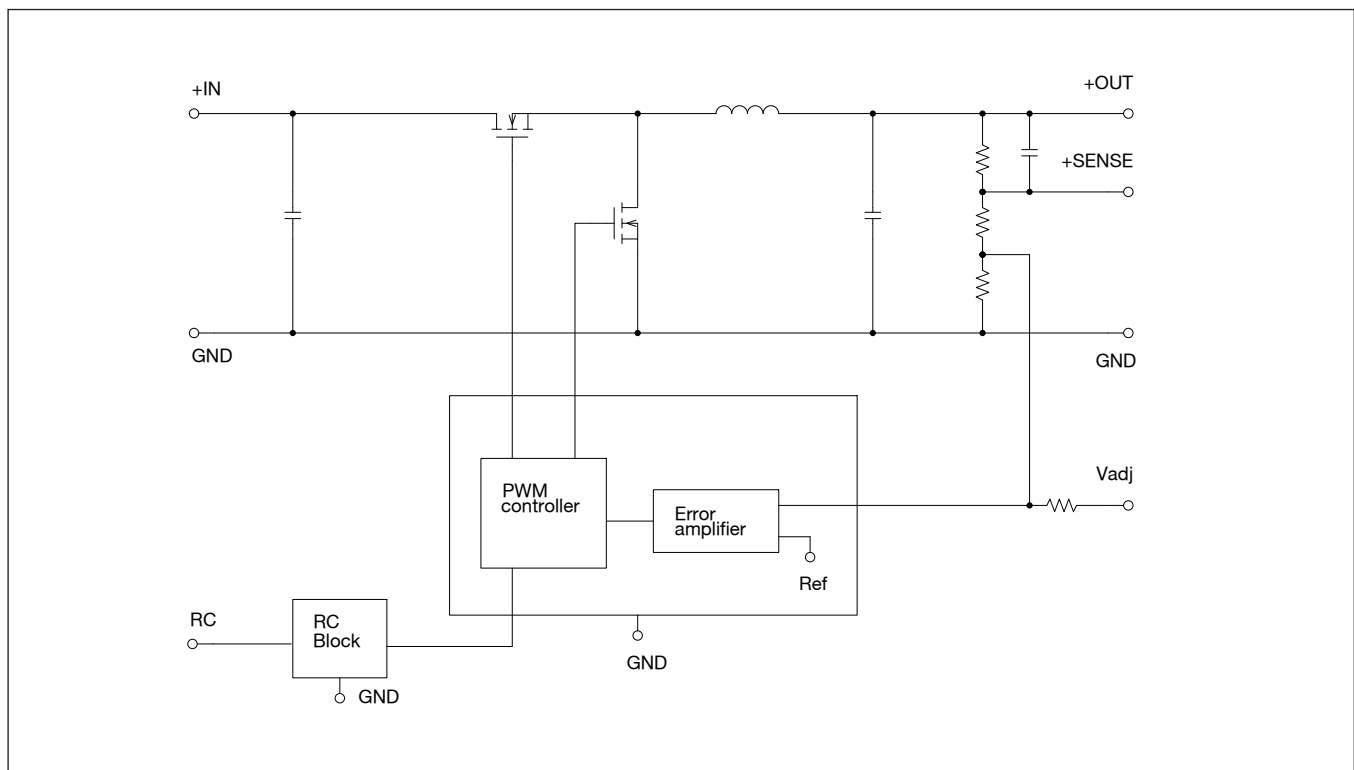 +IN
+OUT
+SENSE
GND
GND
PWM
controller
Error
amplifier
Vadj
Ref
RC
RC
Block
GND
GND